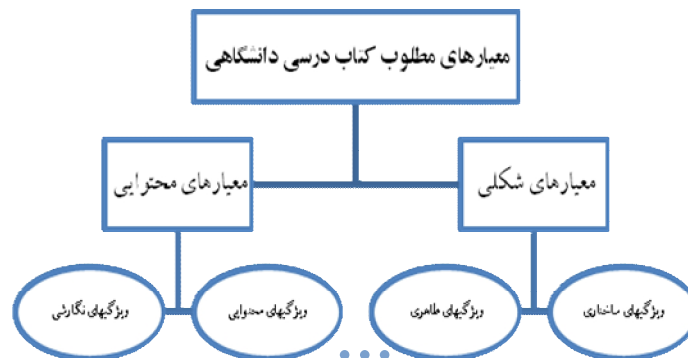 معیارهای مطلوب کتاب درسی دانشگاهی
معیارهای شکلی
معیارهای محتوایی
ویژگیهای ساختاری
ویژگیهای ظاهری
ویژگیهای محتوایی
ویژگیهای نگارشی